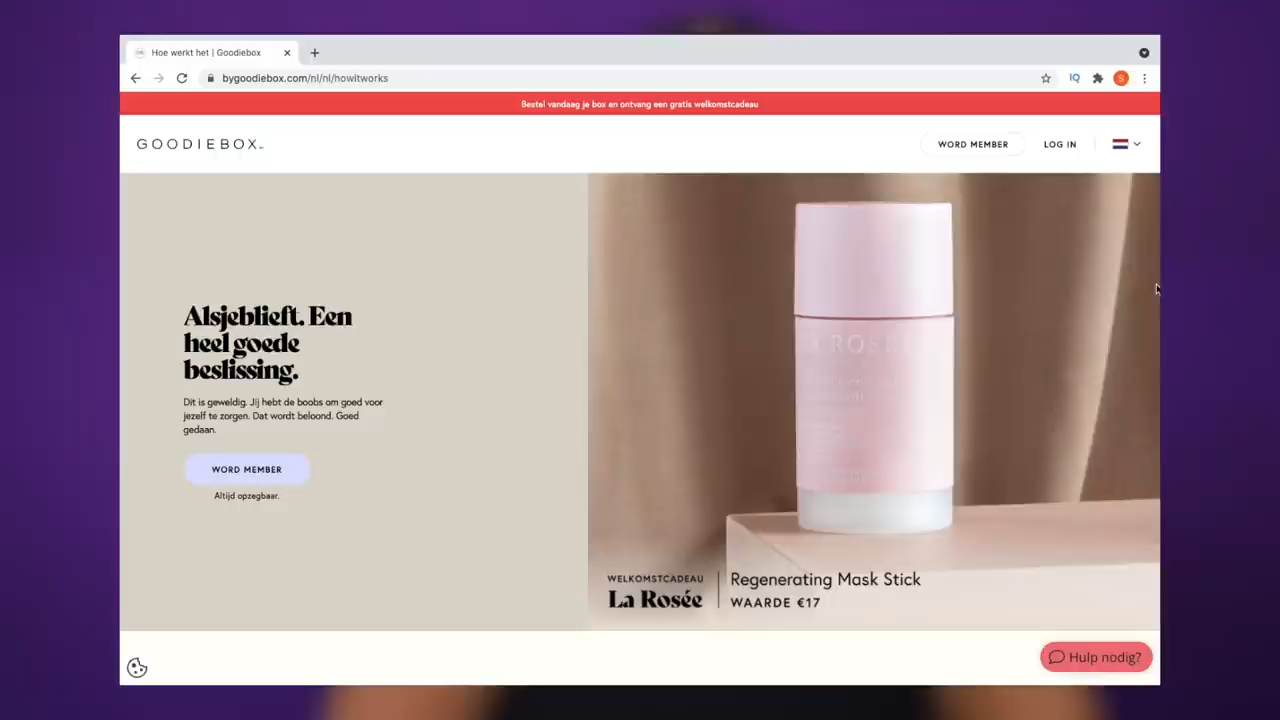 Hoe werkt het | Goodiebox
bygoodiebox.com/nl/nl/howitworks
IQ
S
Bestel vandaag je box en ontvang een gratis welkomstcadeau
GOODIEBOX
WORD MEMBER
LOG IN
Alsjeblieft. Een
heel goede
beslissing.
Dit is geweldig. Jij hebt de boobs om goed voor
jezelf te zorgen. Dat wordt beloond. Goed
gedaan.
WORD MEMBER
Altijd opzegbaar.
WELKOMSTCADEAU
La Rosée
Regenerating Mask Stick
WAARDE €17
Hulp nodig?